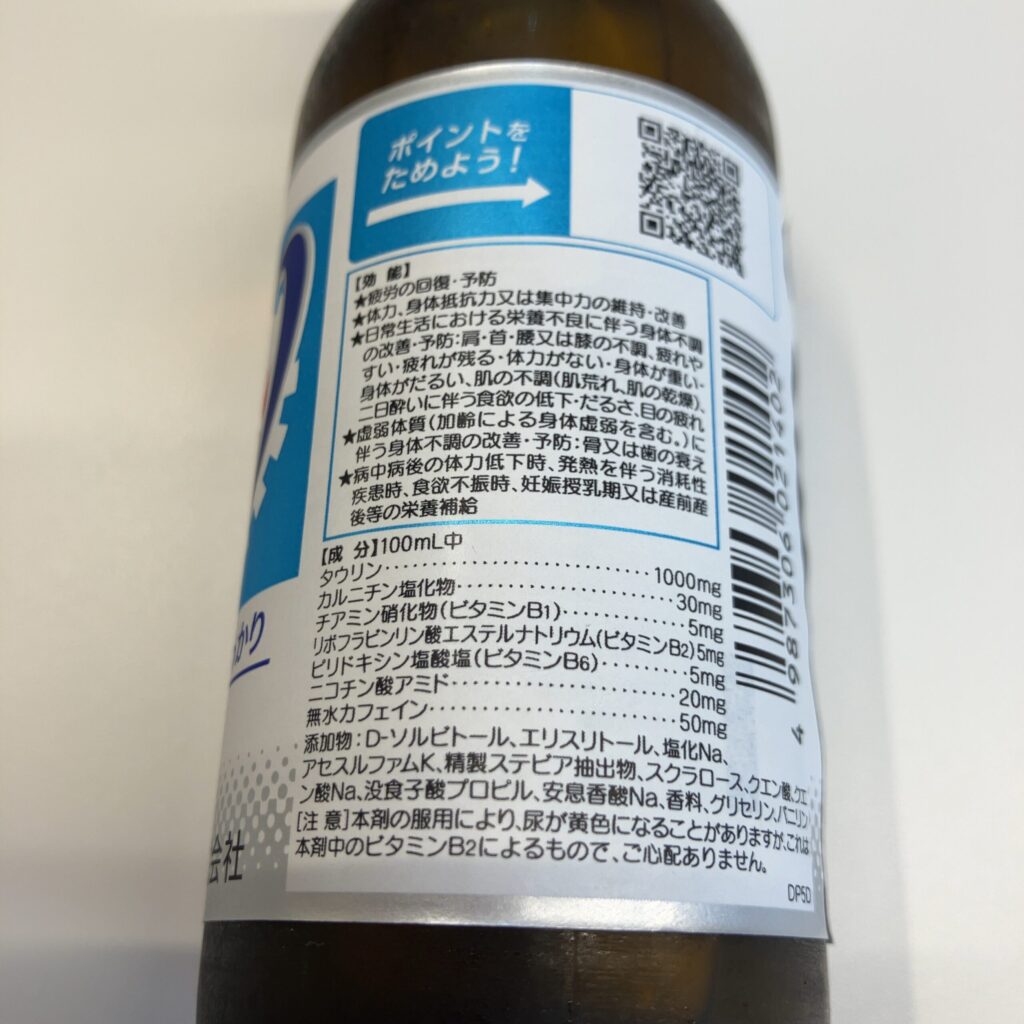 ポイントを
ためよう!
【効 能】
★疲労の回復・予防
★体力、身体抵抗力又は集中力の維持・改善
★日常生活における栄養不良に伴う身体不調
の改善・予防:肩・首・腰又は膝の不調、疲れや
すい・疲れが残る・体力がない・身体が重い・
身体がだるい、肌の不調(肌荒れ、肌の乾燥)、
二日酔いに伴う食欲の低下・だるさ、目の疲れ
★虚弱体質(加齢による身体虚弱を含む。)に
伴う身体不調の改善・予防:骨又は歯の衰え
★病中病後の体力低下時、発熱を伴う消耗性
疾患時、食欲不振時、妊娠授乳期又は産前産
後等の栄養補給
【成 分】100mL中
タウリン‥‥‥‥‥‥‥‥‥‥‥‥‥1000mg
カルニチン塩化物‥‥‥‥‥‥‥‥‥‥30mg
チアミン硝化物(ビタミンB1)‥‥‥‥‥5mg
リボフラビンリン酸エステルナトリウム(ビタミンB2)5mg
ピリドキシン塩酸塩(ビタミンB6)‥‥‥‥5mg
ニコチン酸アミド‥‥‥‥‥‥‥‥‥‥20mg
無水カフェイン‥‥‥‥‥‥‥‥‥‥‥50mg
添加物:D-ソルビトール、エリスリトール、塩化Na、
アセスルファムK、精製ステビア抽出物、スクラロース、クエン酸、クエ
ン酸Na、没食子酸プロピル、安息香酸Na、香料、グリセリン、バニリン
[注 意]本剤の服用により、尿が黄色になることがありますが、これは
本剤中のビタミンB2によるもので、ご心配ありません。
DP5D
4 987306 021402
かり
会社